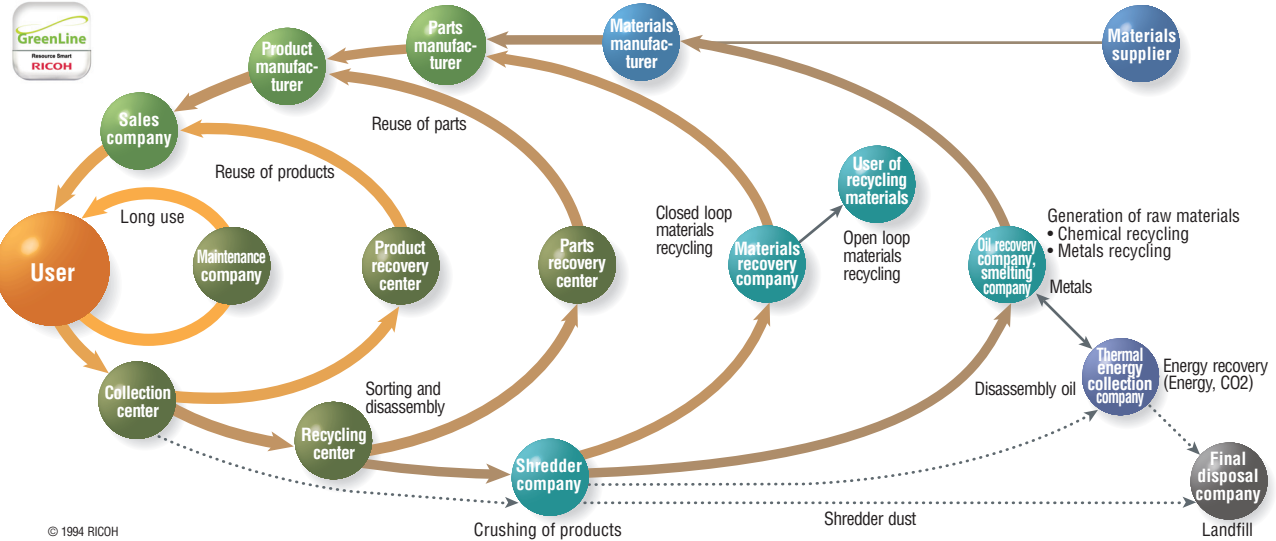 GreenLine
Resource Smart
RICOH
Product
manufac-
turer
Parts
manufac-
turer
Materials
manufac-
turer
Materials
supplier
Sales
company
Reuse of parts
Reuse of products
Long use
User
Maintenance
company
Product
recovery
center
Parts
recovery
center
Closed loop
materials
recycling
Materials
recovery
company
User of
recycling
materials
Open loop
materials
recycling
Oil recovery
company,
smelting
company
Generation of raw materials
• Chemical recycling
• Metals recycling
Metals
Thermal
energy
collection
company
Energy recovery
(Energy, CO2)
Disassembly oil
Collection
center
Sorting and
disassembly
Recycling
center
Shredder
company
Crushing of products
Shredder dust
Final
disposal
company
Landfill
© 1994 RICOH